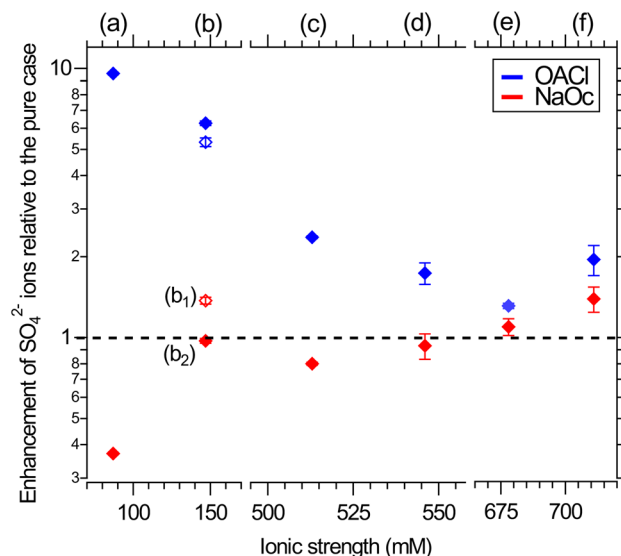 (a) (b) (c) (d) (e) (f)
Enhancement of SO₄²⁻ ions relative to the pure case
10
8
7
6
5
4
3
2
1
8
7
6
5
4
3
OACl
NaOc
(b₁)
(b₂)
100 150 500 525 550 675 700
Ionic strength (mM)